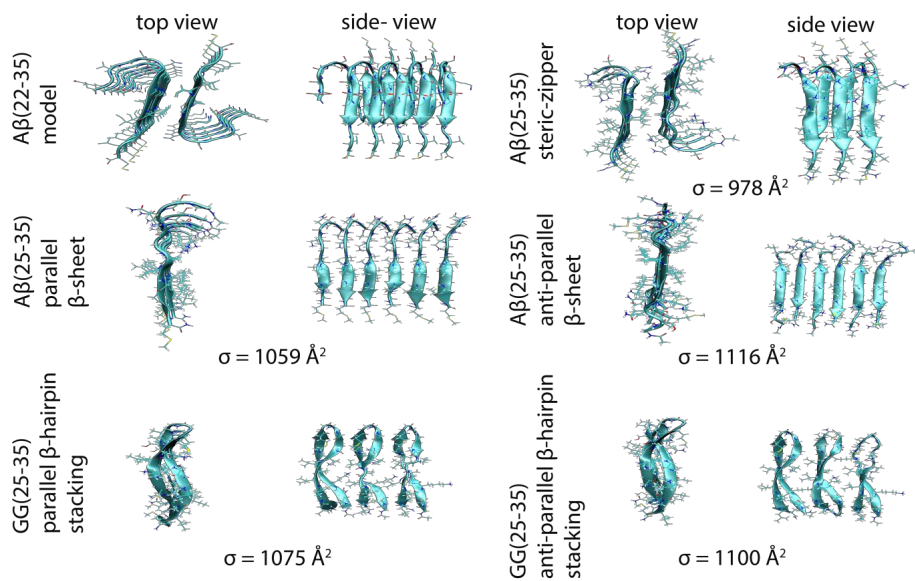 top view
side- view
top view
side view
Aβ(22-35)
model
Aβ(25-35)
steric-zipper
σ = 978 Å²
Aβ(25-35)
parallel
β-sheet
σ = 1059 Å²
Aβ(25-35)
anti-parallel
β-sheet
σ = 1116 Å²
GG(25-35)
parallel β-hairpin
stacking
σ = 1075 Å²
GG(25-35)
anti-parallel β-hairpin
stacking
σ = 1100 Å²